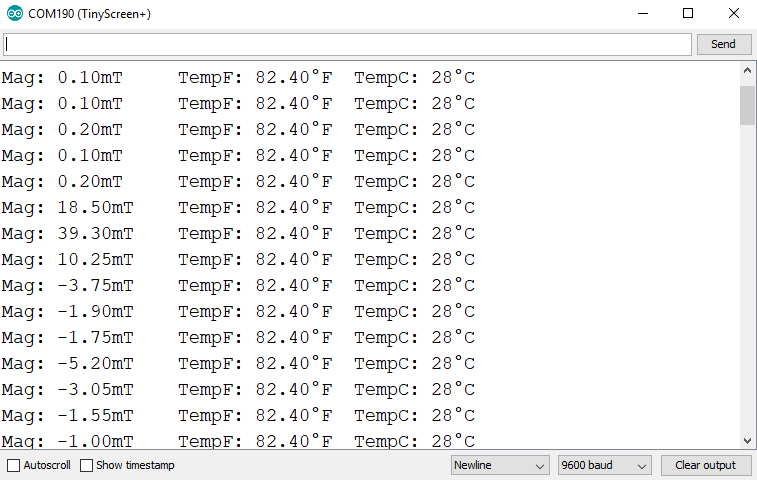 COM190 (TinyScreen+)
Send
Mag: 0.10mT TempF: 82.40°F TempC: 28°C
Mag: 0.10mT TempF: 82.40°F TempC: 28°C
Mag: 0.20mT TempF: 82.40°F TempC: 28°C
Mag: 0.10mT TempF: 82.40°F TempC: 28°C
Mag: 0.20mT TempF: 82.40°F TempC: 28°C
Mag: 18.50mT TempF: 82.40°F TempC: 28°C
Mag: 39.30mT TempF: 82.40°F TempC: 28°C
Mag: 10.25mT TempF: 82.40°F TempC: 28°C
Mag: -3.75mT TempF: 82.40°F TempC: 28°C
Mag: -1.90mT TempF: 82.40°F TempC: 28°C
Mag: -1.75mT TempF: 82.40°F TempC: 28°C
Mag: -5.20mT TempF: 82.40°F TempC: 28°C
Mag: -3.05mT TempF: 82.40°F TempC: 28°C
Mag: -1.55mT TempF: 82.40°F TempC: 28°C
Mag: -1.00mT TempF: 82.40°F TempC: 28°C
Autoscroll Show timestamp Newline 9600 baud Clear output